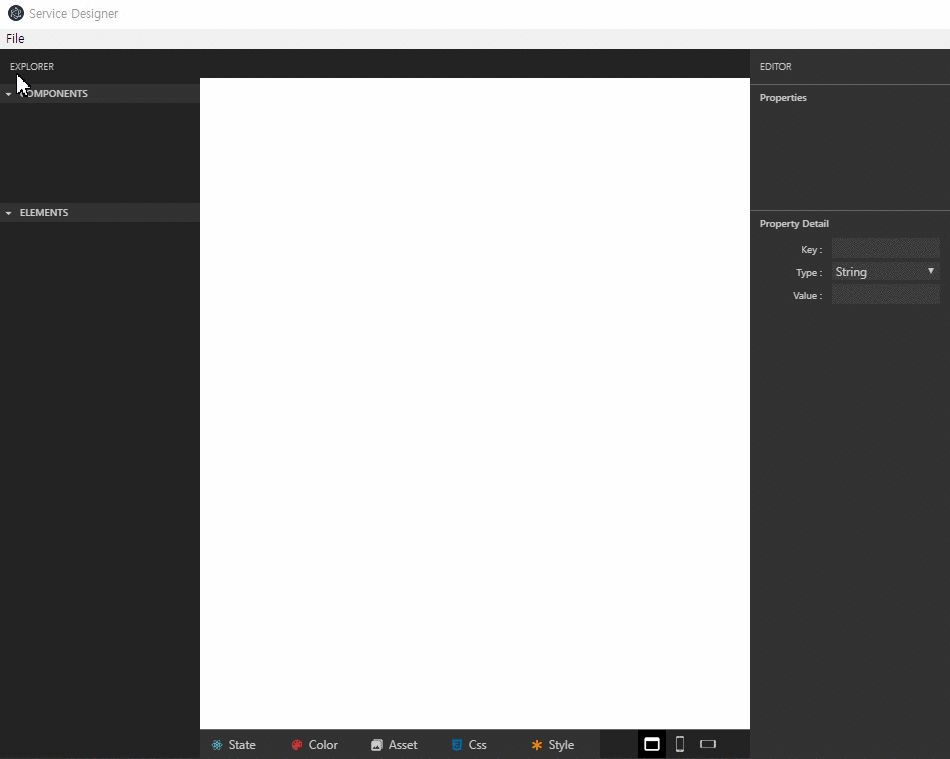 Service Designer
File
EXPLORER
COMPONENTS
ELEMENTS
EDITOR
Properties
Property Detail
Key :
Type : String
Value :
State Color Asset Css Style